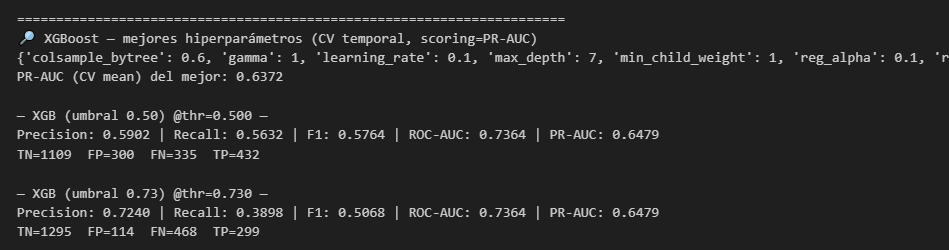 ==================================================================
🔎 XGBoost — mejores hiperparámetros (CV temporal, scoring=PR-AUC)
{'colsample_bytree': 0.6, 'gamma': 1, 'learning_rate': 0.1, 'max_depth': 7, 'min_child_weight': 1, 'reg_alpha': 0.1, 'r
PR-AUC (CV mean) del mejor: 0.6372
— XGB (umbral 0.50) @thr=0.500 —
Precision: 0.5902 | Recall: 0.5632 | F1: 0.5764 | ROC-AUC: 0.7364 | PR-AUC: 0.6479
TN=1109  FP=300  FN=335  TP=432
— XGB (umbral 0.73) @thr=0.730 —
Precision: 0.7240 | Recall: 0.3898 | F1: 0.5068 | ROC-AUC: 0.7364 | PR-AUC: 0.6479
TN=1295  FP=114  FN=468  TP=299